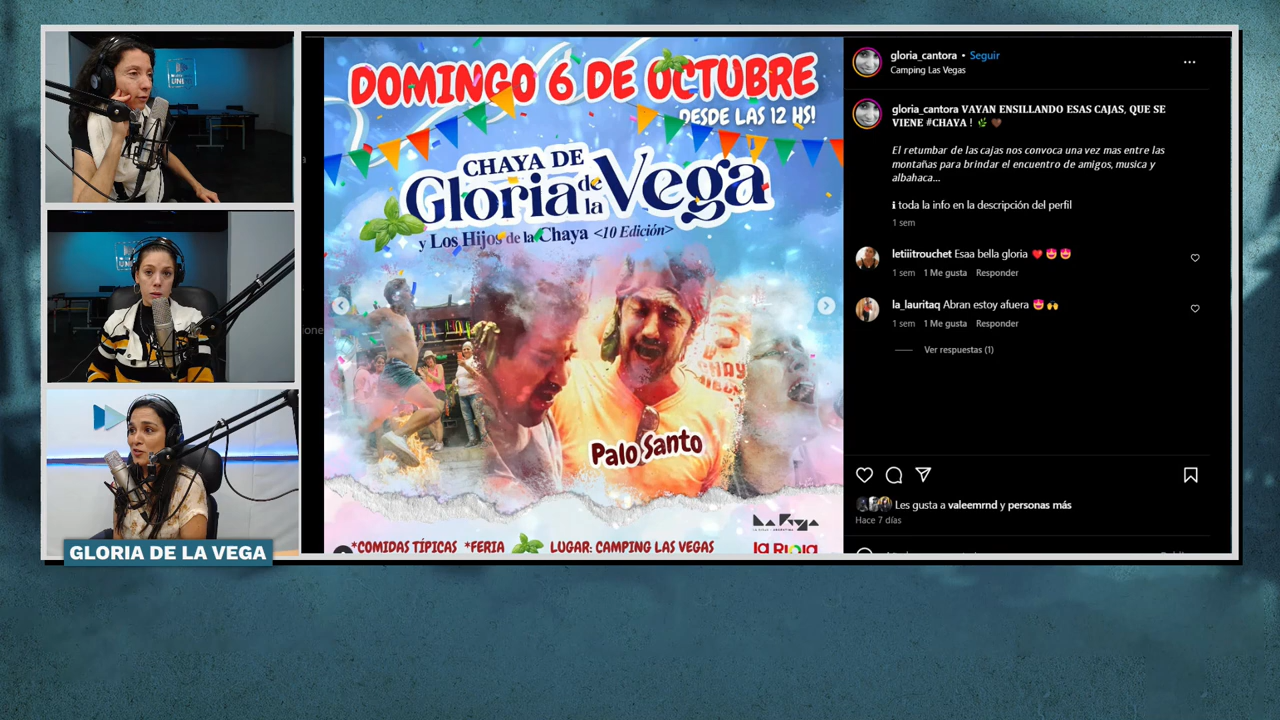 DOMINGO 6 DE OCTUBRE
DESDE LAS 12 HS!
CHAYA DE
Gloria de la Vega
y Los Hijos de la Chaya <10 Edición>
Palo Santo
La Rioja
*COMIDAS TÍPICAS *FERIA LUGAR: CAMPING LAS VEGAS
la Rioja
gloria_cantora • Seguir
Camping Las Vegas
gloria_cantora VAYAN ENSILLANDO ESAS CAJAS, QUE SE
VIENE #CHAYA ! 🌿 🤎
El retumbar de las cajas nos convoca una vez mas entre las
montañas para brindar el encuentro de amigos, musica y
albahaca...
ℹ toda la info en la descripción del perfil
1 sem
letiiitrouchet Esaa bella gloria ❤️ 😍 😍
1 sem 1 Me gusta Responder
la_lauritaq Abran estoy afuera 😍 🙌
1 sem 1 Me gusta Responder
Ver respuestas (1)
Les gusta a valeemrnd y personas más
Hace 7 días
GLORIA DE LA VEGA